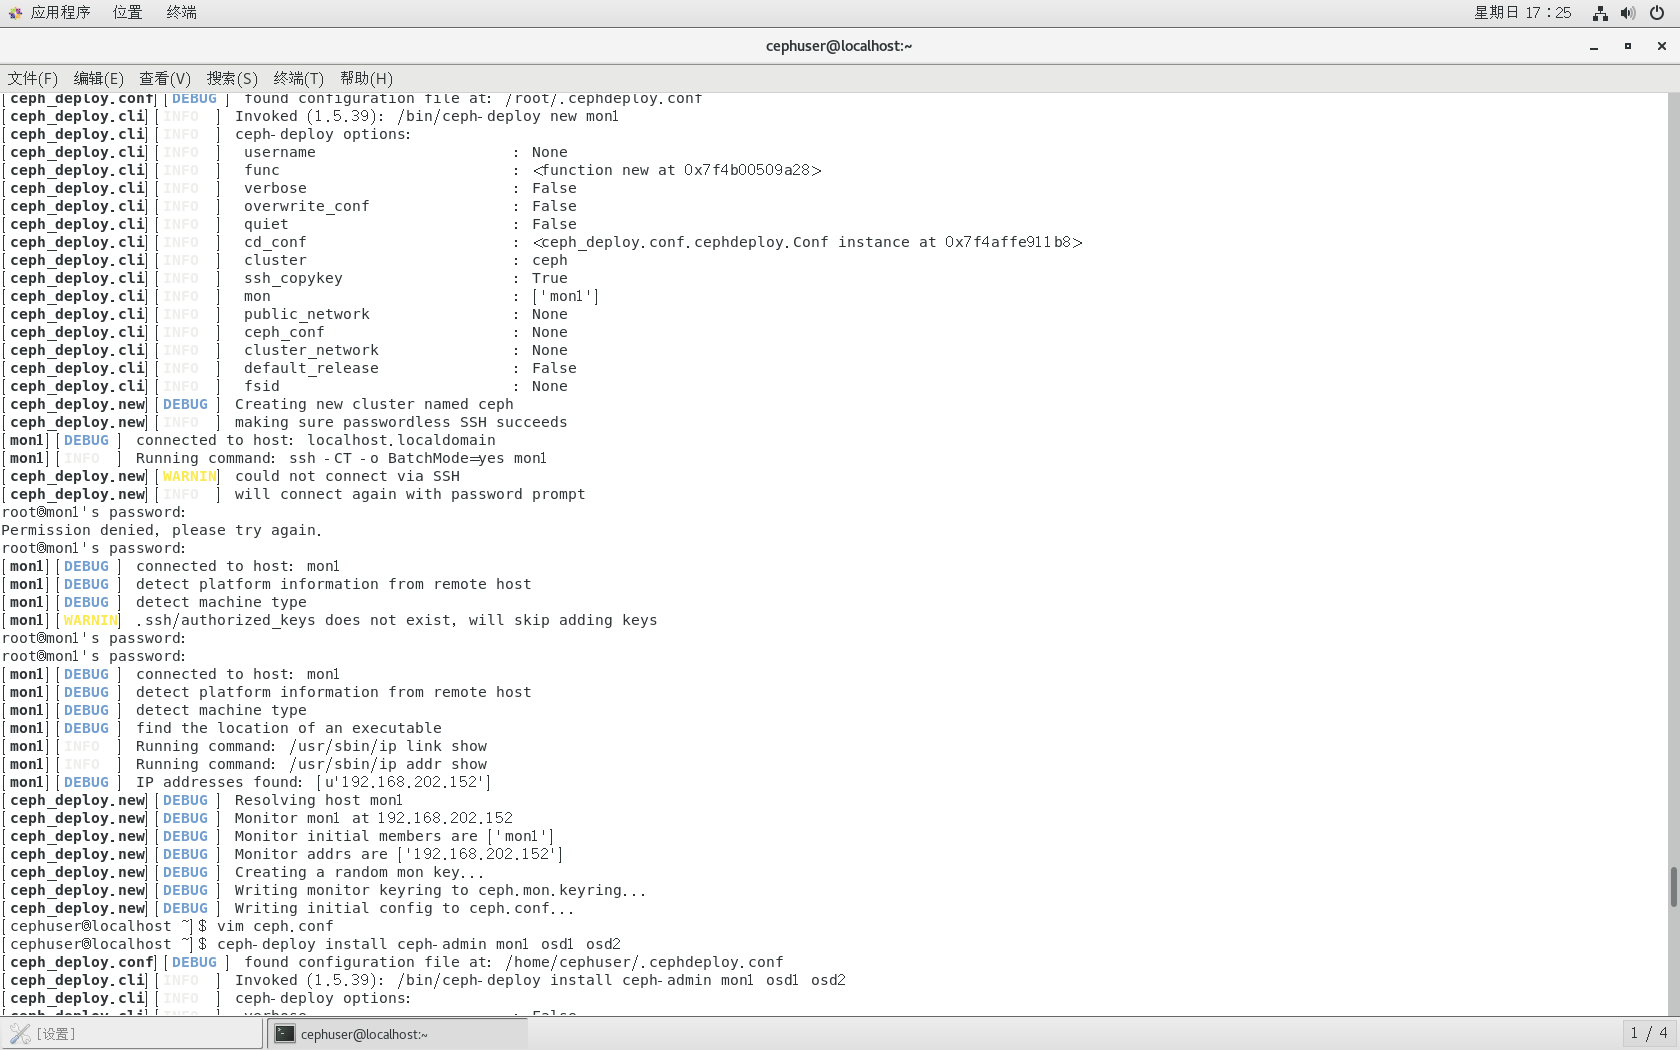 应用程序 位置 终端 星期日 17：25
cephuser@localhost:~
文件(F) 编辑(E) 查看(V) 搜索(S) 终端(T) 帮助(H)
[ceph_deploy.conf][DEBUG ] found configuration file at: /root/.cephdeploy.conf
[ceph_deploy.cli][INFO  ] Invoked (1.5.39): /bin/ceph-deploy new mon1
[ceph_deploy.cli][INFO  ] ceph-deploy options:
[ceph_deploy.cli][INFO  ]  username                      : None
[ceph_deploy.cli][INFO  ]  func                          : <function new at 0x7f4b00509a28>
[ceph_deploy.cli][INFO  ]  verbose                       : False
[ceph_deploy.cli][INFO  ]  overwrite_conf                : False
[ceph_deploy.cli][INFO  ]  quiet                         : False
[ceph_deploy.cli][INFO  ]  cd_conf                       : <ceph_deploy.conf.cephdeploy.Conf instance at 0x7f4affe911b8>
[ceph_deploy.cli][INFO  ]  cluster                       : ceph
[ceph_deploy.cli][INFO  ]  ssh_copykey                   : True
[ceph_deploy.cli][INFO  ]  mon                           : ['mon1']
[ceph_deploy.cli][INFO  ]  public_network                : None
[ceph_deploy.cli][INFO  ]  ceph_conf                     : None
[ceph_deploy.cli][INFO  ]  cluster_network               : None
[ceph_deploy.cli][INFO  ]  default_release               : False
[ceph_deploy.cli][INFO  ]  fsid                          : None
[ceph_deploy.new][DEBUG ] Creating new cluster named ceph
[ceph_deploy.new][INFO  ] making sure passwordless SSH succeeds
[mon1][DEBUG ] connected to host: localhost.localdomain
[mon1][INFO  ] Running command: ssh -CT -o BatchMode=yes mon1
[ceph_deploy.new][WARNIN] could not connect via SSH
[ceph_deploy.new][INFO  ] will connect again with password prompt
root@mon1's password:
Permission denied, please try again.
root@mon1's password:
[mon1][DEBUG ] connected to host: mon1
[mon1][DEBUG ] detect platform information from remote host
[mon1][DEBUG ] detect machine type
[mon1][WARNIN] .ssh/authorized_keys does not exist, will skip adding keys
root@mon1's password:
root@mon1's password:
[mon1][DEBUG ] connected to host: mon1
[mon1][DEBUG ] detect platform information from remote host
[mon1][DEBUG ] detect machine type
[mon1][DEBUG ] find the location of an executable
[mon1][INFO  ] Running command: /usr/sbin/ip link show
[mon1][INFO  ] Running command: /usr/sbin/ip addr show
[mon1][DEBUG ] IP addresses found: [u'192.168.202.152']
[ceph_deploy.new][DEBUG ] Resolving host mon1
[ceph_deploy.new][DEBUG ] Monitor mon1 at 192.168.202.152
[ceph_deploy.new][DEBUG ] Monitor initial members are ['mon1']
[ceph_deploy.new][DEBUG ] Monitor addrs are ['192.168.202.152']
[ceph_deploy.new][DEBUG ] Creating a random mon key...
[ceph_deploy.new][DEBUG ] Writing monitor keyring to ceph.mon.keyring...
[ceph_deploy.new][DEBUG ] Writing initial config to ceph.conf...
[cephuser@localhost ~]$ vim ceph.conf
[cephuser@localhost ~]$ ceph-deploy install ceph-admin mon1 osd1 osd2
[ceph_deploy.conf][DEBUG ] found configuration file at: /home/cephuser/.cephdeploy.conf
[ceph_deploy.cli][INFO  ] Invoked (1.5.39): /bin/ceph-deploy install ceph-admin mon1 osd1 osd2
[ceph_deploy.cli][INFO  ] ceph-deploy options:
[ceph_deploy.cli][INFO  ]  verbose                       : False
[设置] cephuser@localhost:~ 1 / 4